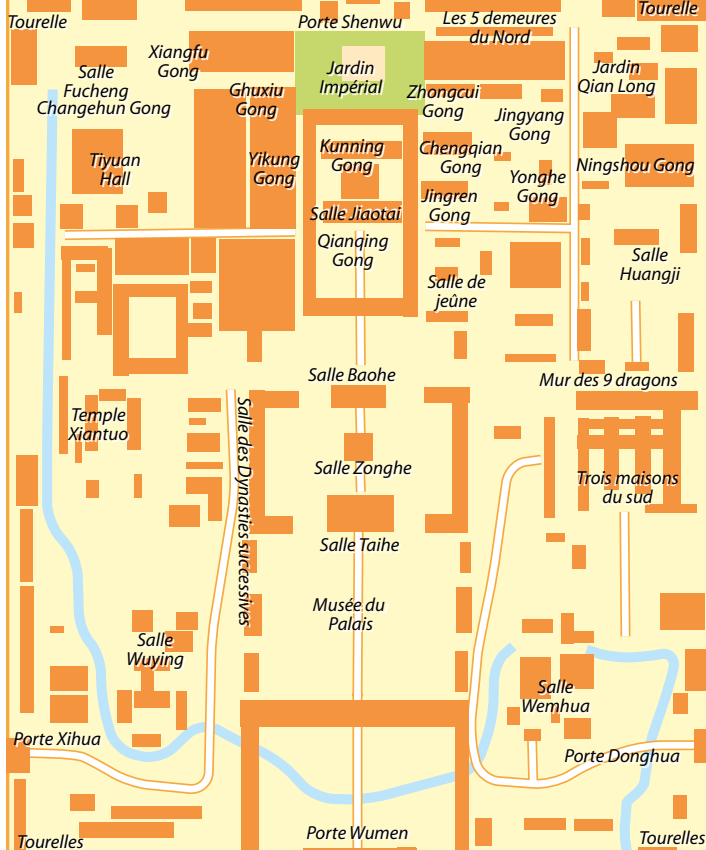 Tourelle
Porte Shenwu
Les 5 demeures
du Nord
Tourelle
Xiangfu
Gong
Salle
Fucheng
Changehun Gong
Ghuxiu
Gong
Jardin
Impérial
Zhongcui
Gong
Jardin
Qian Long
Jingyang
Gong
Tiyuan
Hall
Yikung
Gong
Kunning
Gong
Chengqian
Gong
Yonghe
Gong
Ningshou Gong
Salle Jiaotai
Jingren
Gong
Qianqing
Gong
Salle
Huangji
Salle de
jeûne
Salle Baohe
Mur des 9 dragons
Temple
Xiantuo
Salle des Dynasties successives
Salle Zonghe
Trois maisons
du sud
Salle Taihe
Musée du
Palais
Salle
Wuying
Salle
Wemhua
Porte Xihua
Porte Donghua
Porte Wumen
Tourelles
Tourelles